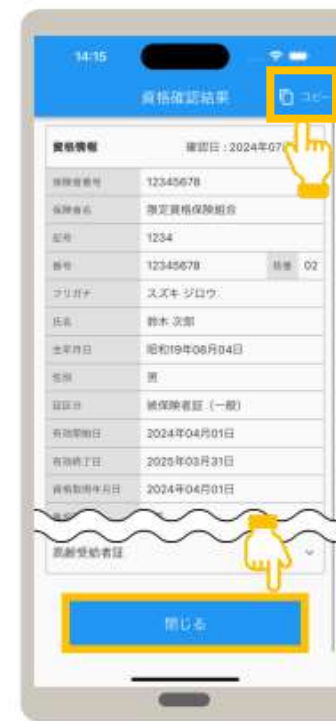 14:15
資格確認結果 コピー
資格情報 確認日：2024年07
保険者番号 12345678
保険者名 限定資格保険組合
記号 1234
番号 12345678 枝番 02
フリガナ スズキ ジロウ
氏名 鈴木 次郎
生年月日 昭和19年08月04日
性別 男
証区分 被保険者証（一般）
有効開始日 2024年04月01日
有効終了日 2025年03月31日
資格取得年月日 2024年04月01日
高齢受給者証
閉じる